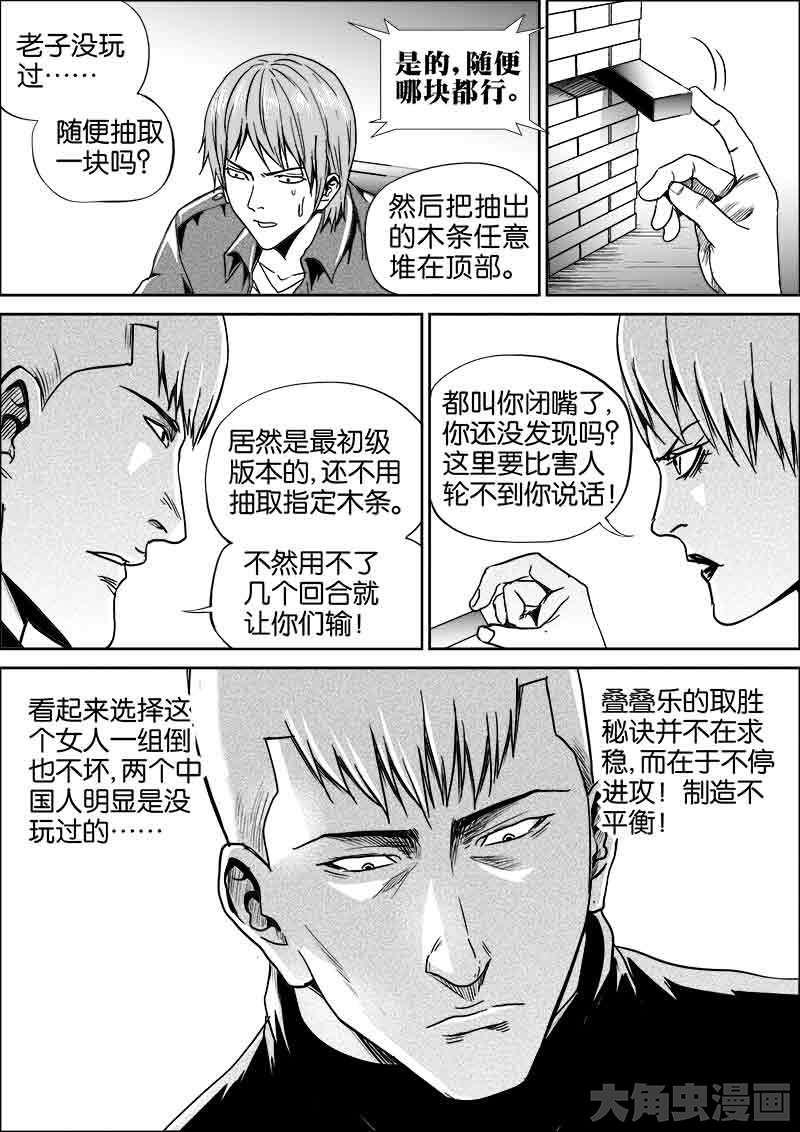 老子没玩
过……
随便抽取
一块吗？
是的，随便
哪块都行。
然后把抽出
的木条任意
堆在顶部。
居然是最初级
版本的，还不用
抽取指定木条。
不然用不了
几个回合就
让你们输！
都叫你闭嘴了，
你还没发现吗？
这里要比害人
轮不到你说话！
看起来选择这
个女人一组倒
也不坏，两个中
国人明显是没
玩过的……
叠叠乐的取胜
秘诀并不在求
稳，而在于不停
进攻！制造不
平衡！
大角虫漫画